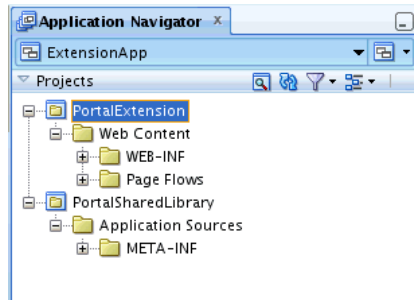 Application Navigator x
ExtensionApp
Projects
PortalExtension
Web Content
WEB-INF
Page Flows
PortalSharedLibrary
Application Sources
META-INF